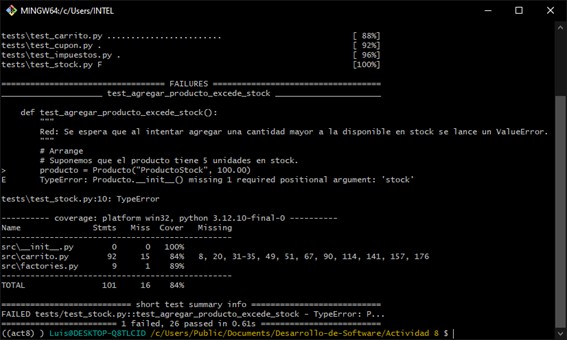 MINGW64:/c/Users/INTEL
tests\test_carrito.py ........................ [ 88%]
tests\test_cupon.py . [ 92%]
tests\test_impuestos.py . [ 96%]
tests\test_stock.py F [100%]
================================== FAILURES ===================================
_____________________ test_agregar_producto_excede_stock ______________________
def test_agregar_producto_excede_stock():
"""
Red: Se espera que al intentar agregar una cantidad mayor a la disponible en stock se lance un ValueError.
"""
# Arrange
# Suponemos que el producto tiene 5 unidades en stock.
> producto = Producto("ProductoStock", 100.00)
E TypeError: Producto.__init__() missing 1 required positional argument: 'stock'
tests\test_stock.py:10: TypeError
---------- coverage: platform win32, python 3.12.10-final-0 ----------
Name Stmts Miss Cover Missing
-----------------------------------------------
src\__init__.py 0 0 100%
src\carrito.py 92 15 84% 8, 20, 31-35, 49, 51, 67, 90, 114, 141, 157, 176
src\factories.py 9 1 89%
-----------------------------------------------
TOTAL 101 16 84%
=========================== short test summary info ===========================
FAILED tests/test_stock.py::test_agregar_producto_excede_stock - TypeError: P...
======================== 1 failed, 26 passed in 0.61s =========================
((act8) ) Luis@DESKTOP-Q8TLCID /c/Users/Public/Documents/Desarrollo-de-Software/Actividad 8 $